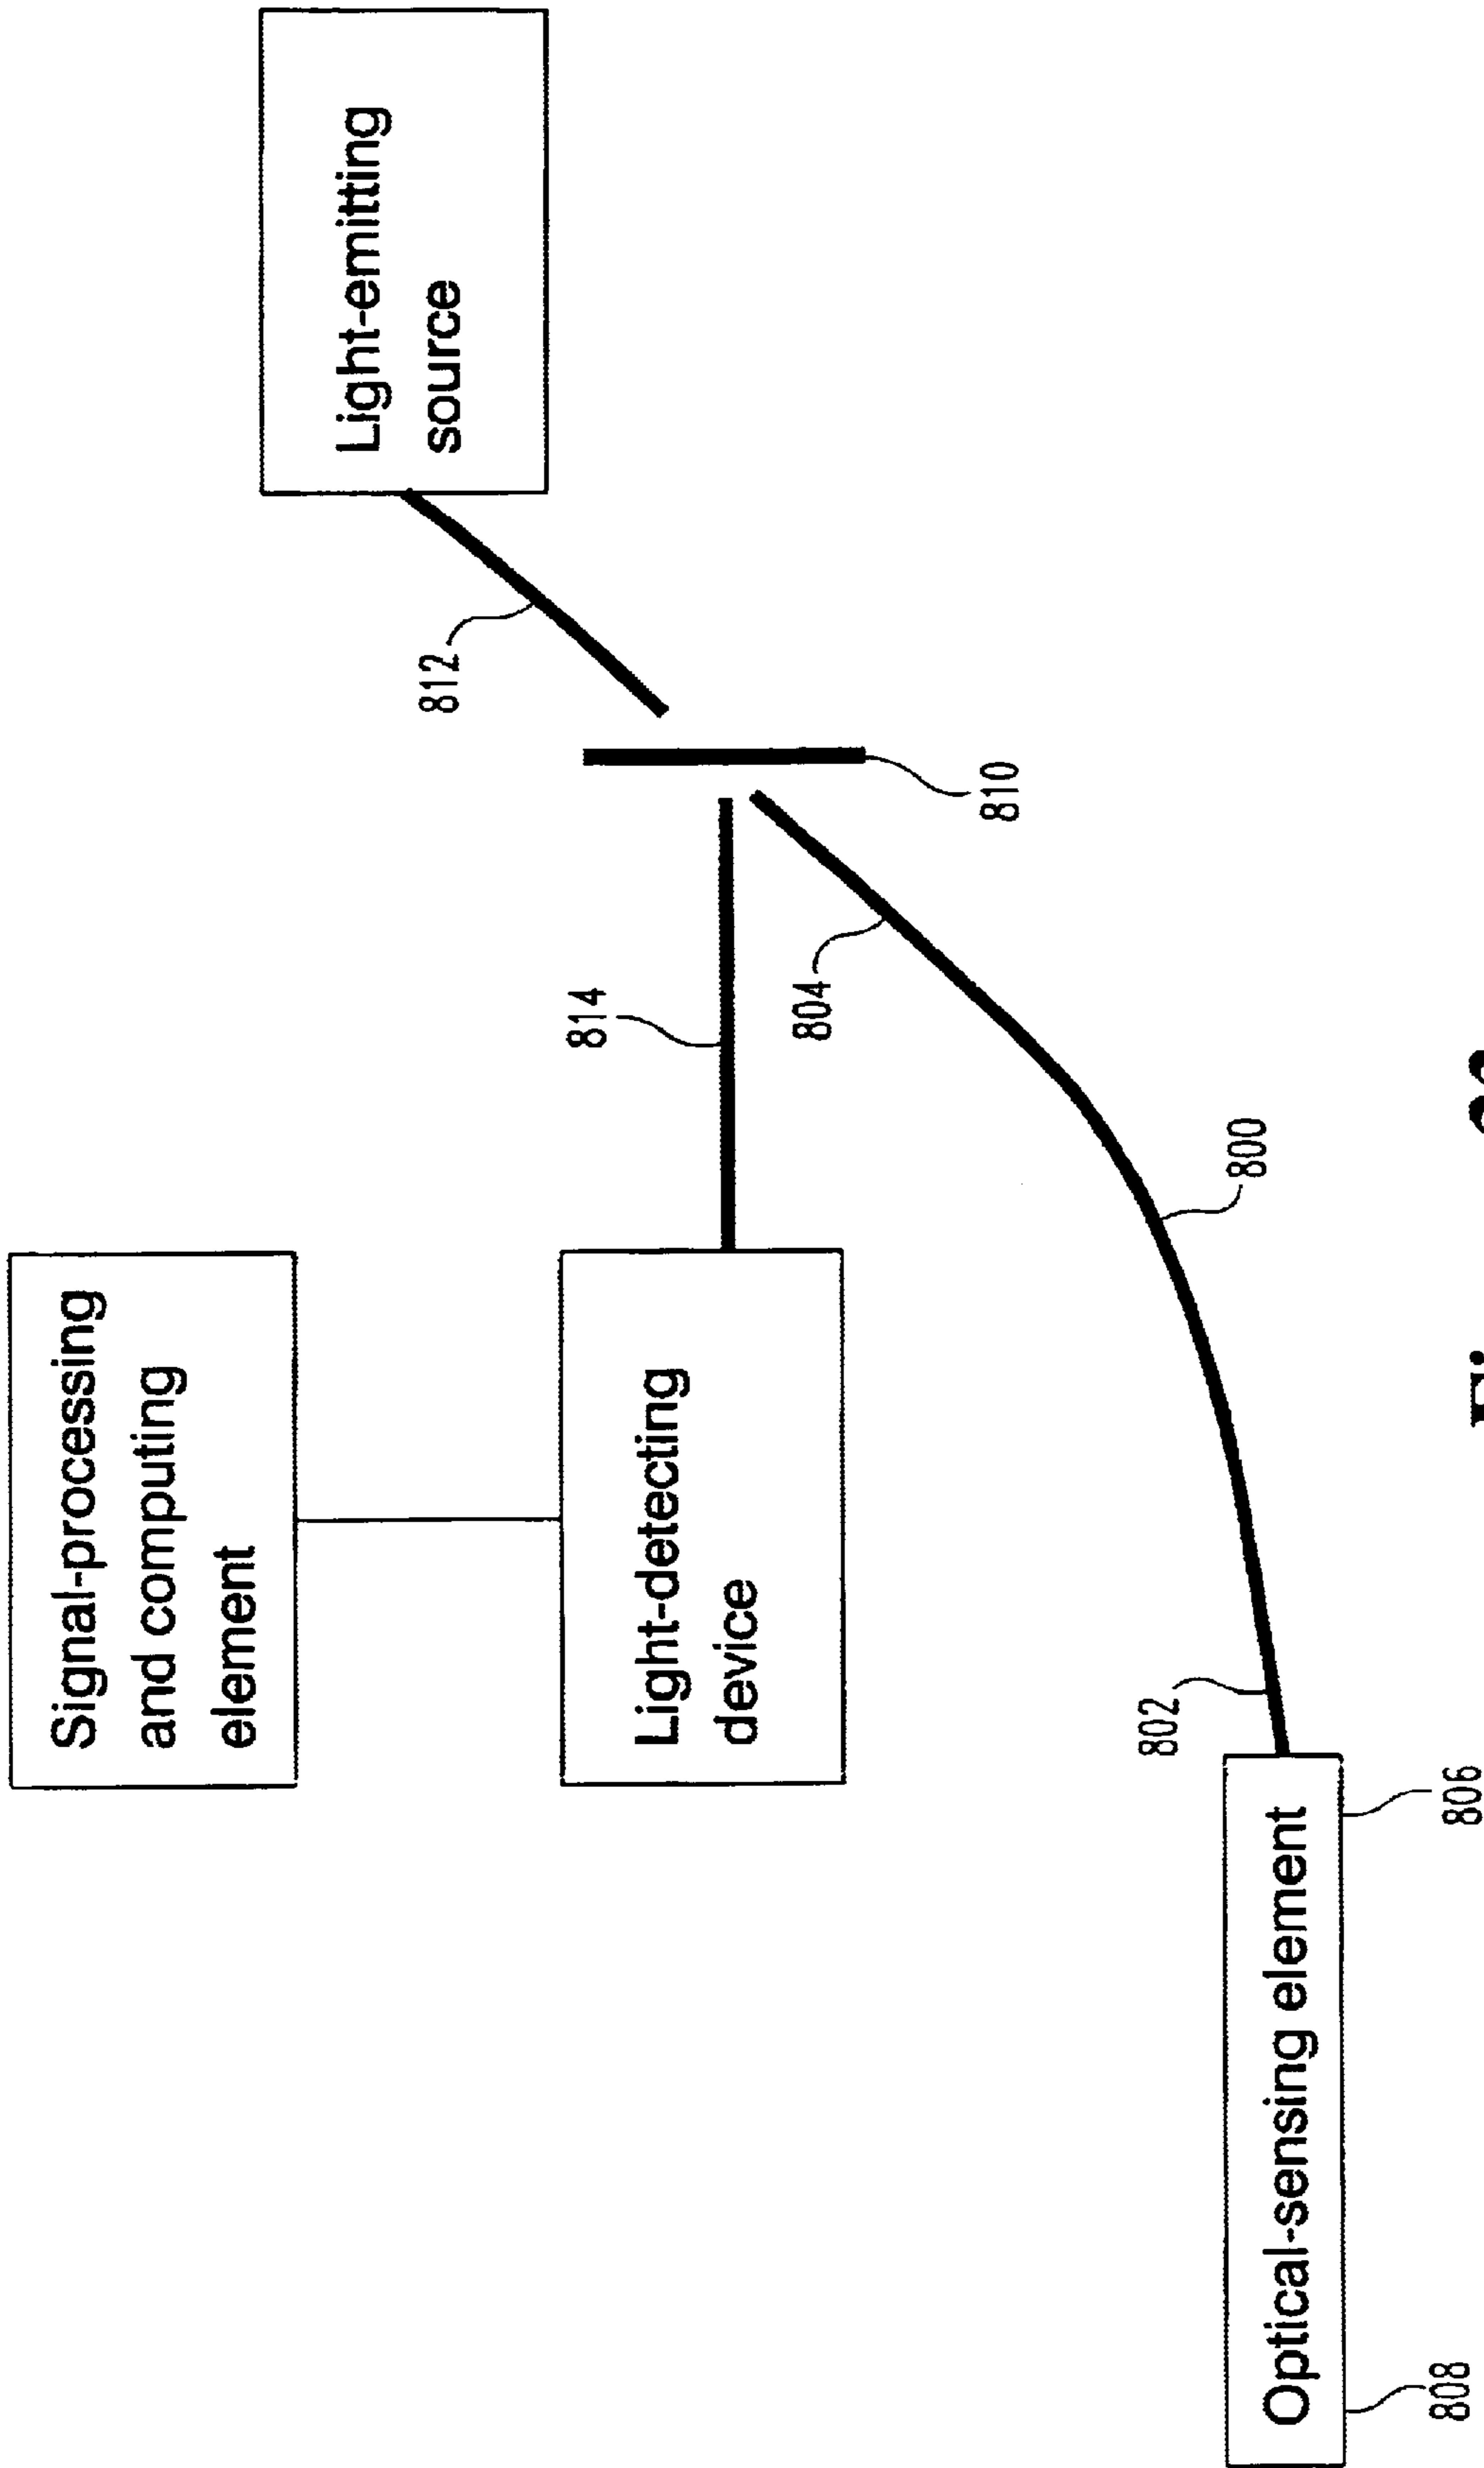 Signal-processing
and computing
element
Light-emitting
source
Light-detecting
device
812
814
810
804
800
802
Optical-sensing element
806
808